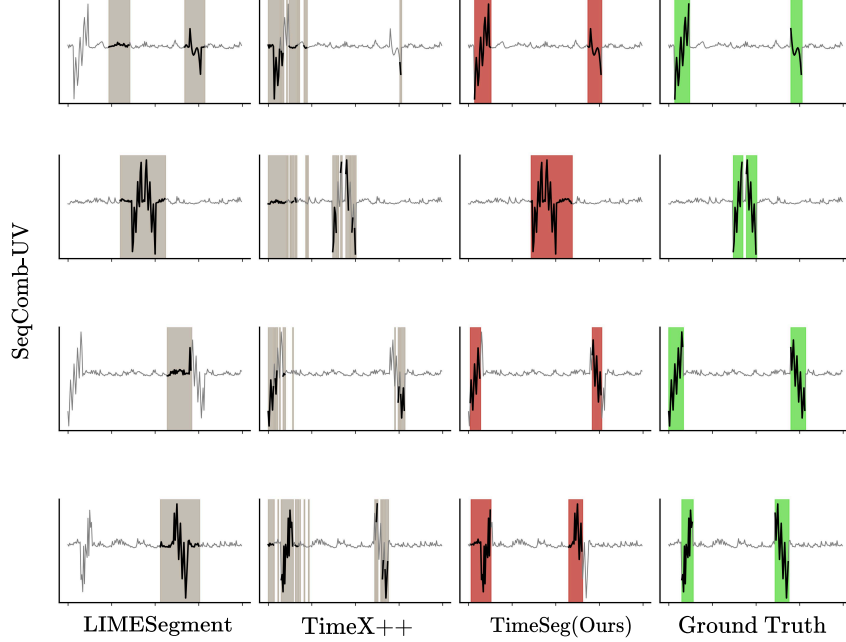 SeqComb-UV
LIMESegment
TimeX++
TimeSeg(Ours)
Ground Truth